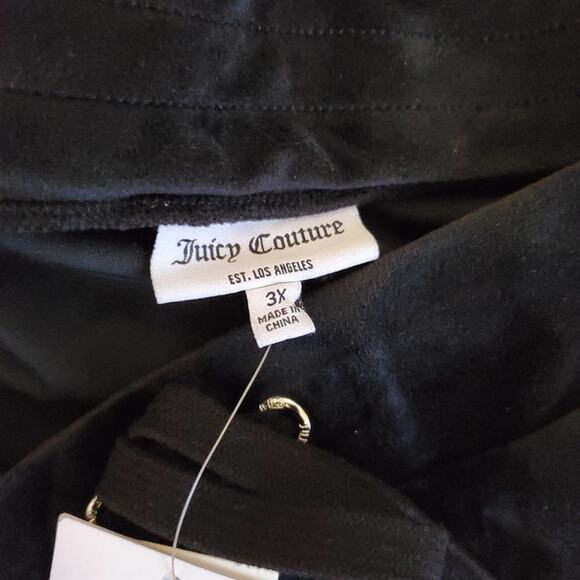 Juicy Couture
EST. LOS ANGELES
3X
MADE IN
CHINA